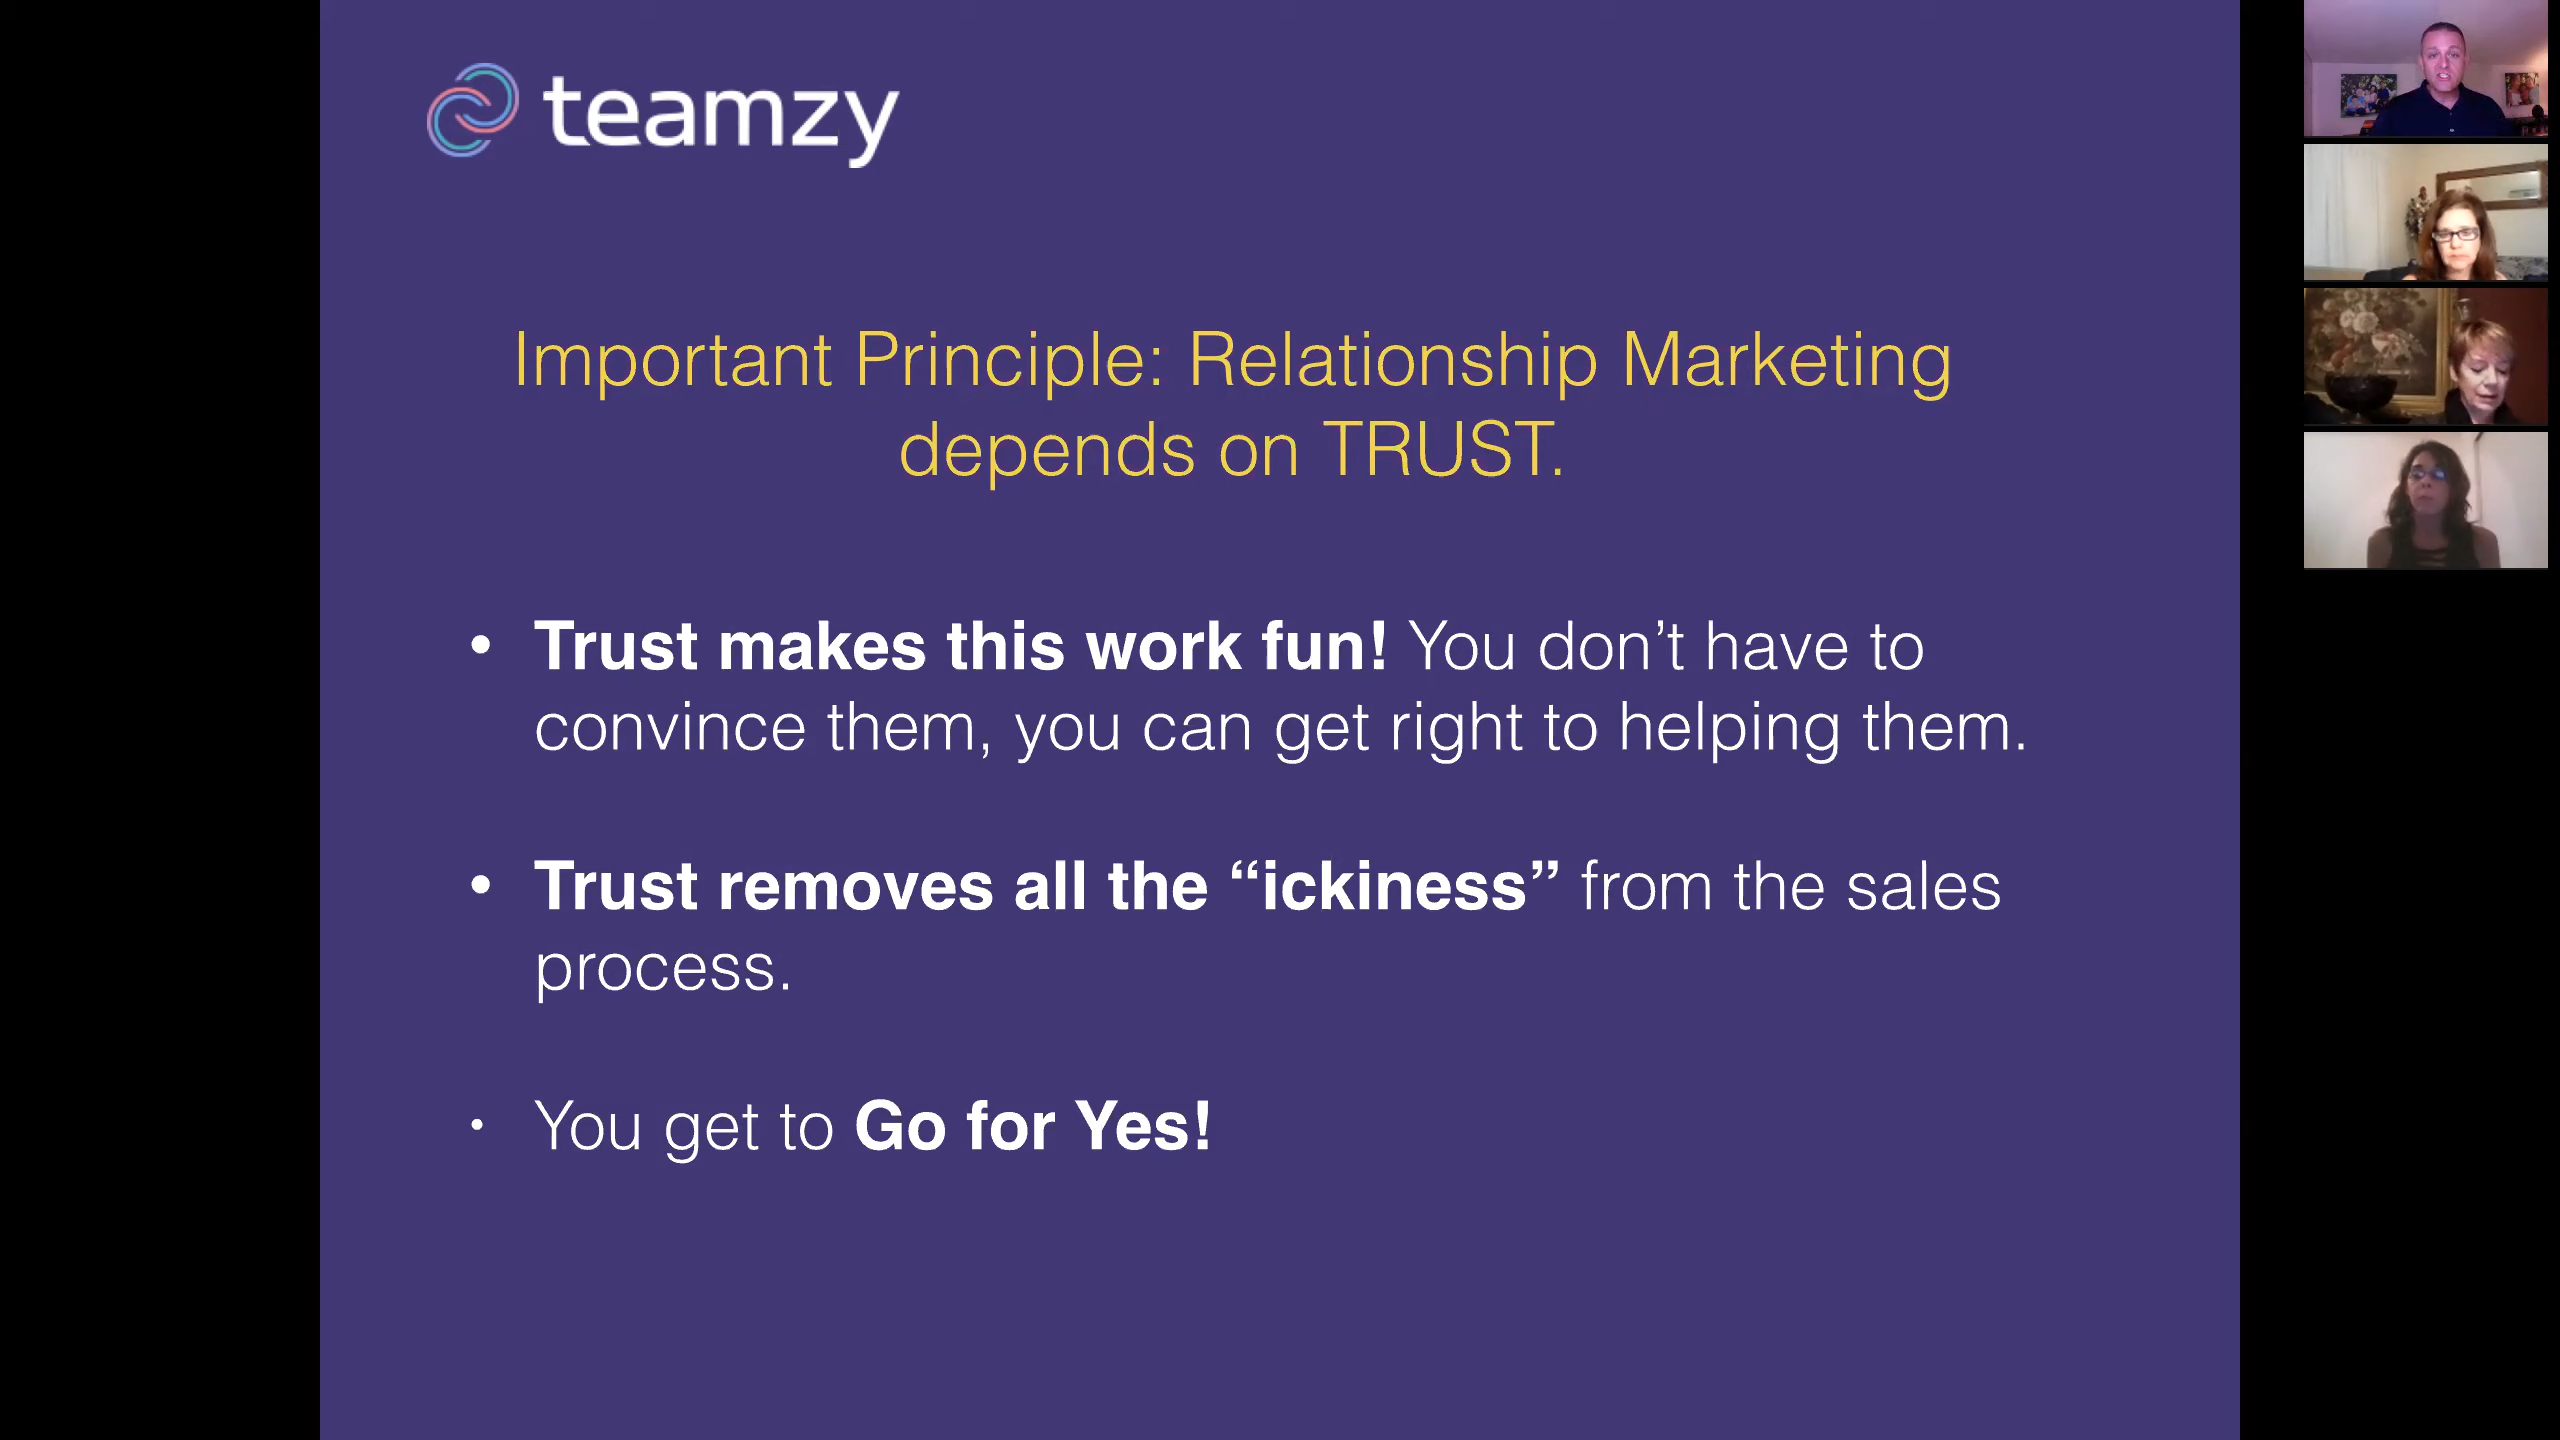 teamzy
Important Principle: Relationship Marketing
depends on TRUST.
• Trust makes this work fun! You don’t have to
convince them, you can get right to helping them.
• Trust removes all the “ickiness” from the sales
process.
• You get to Go for Yes!